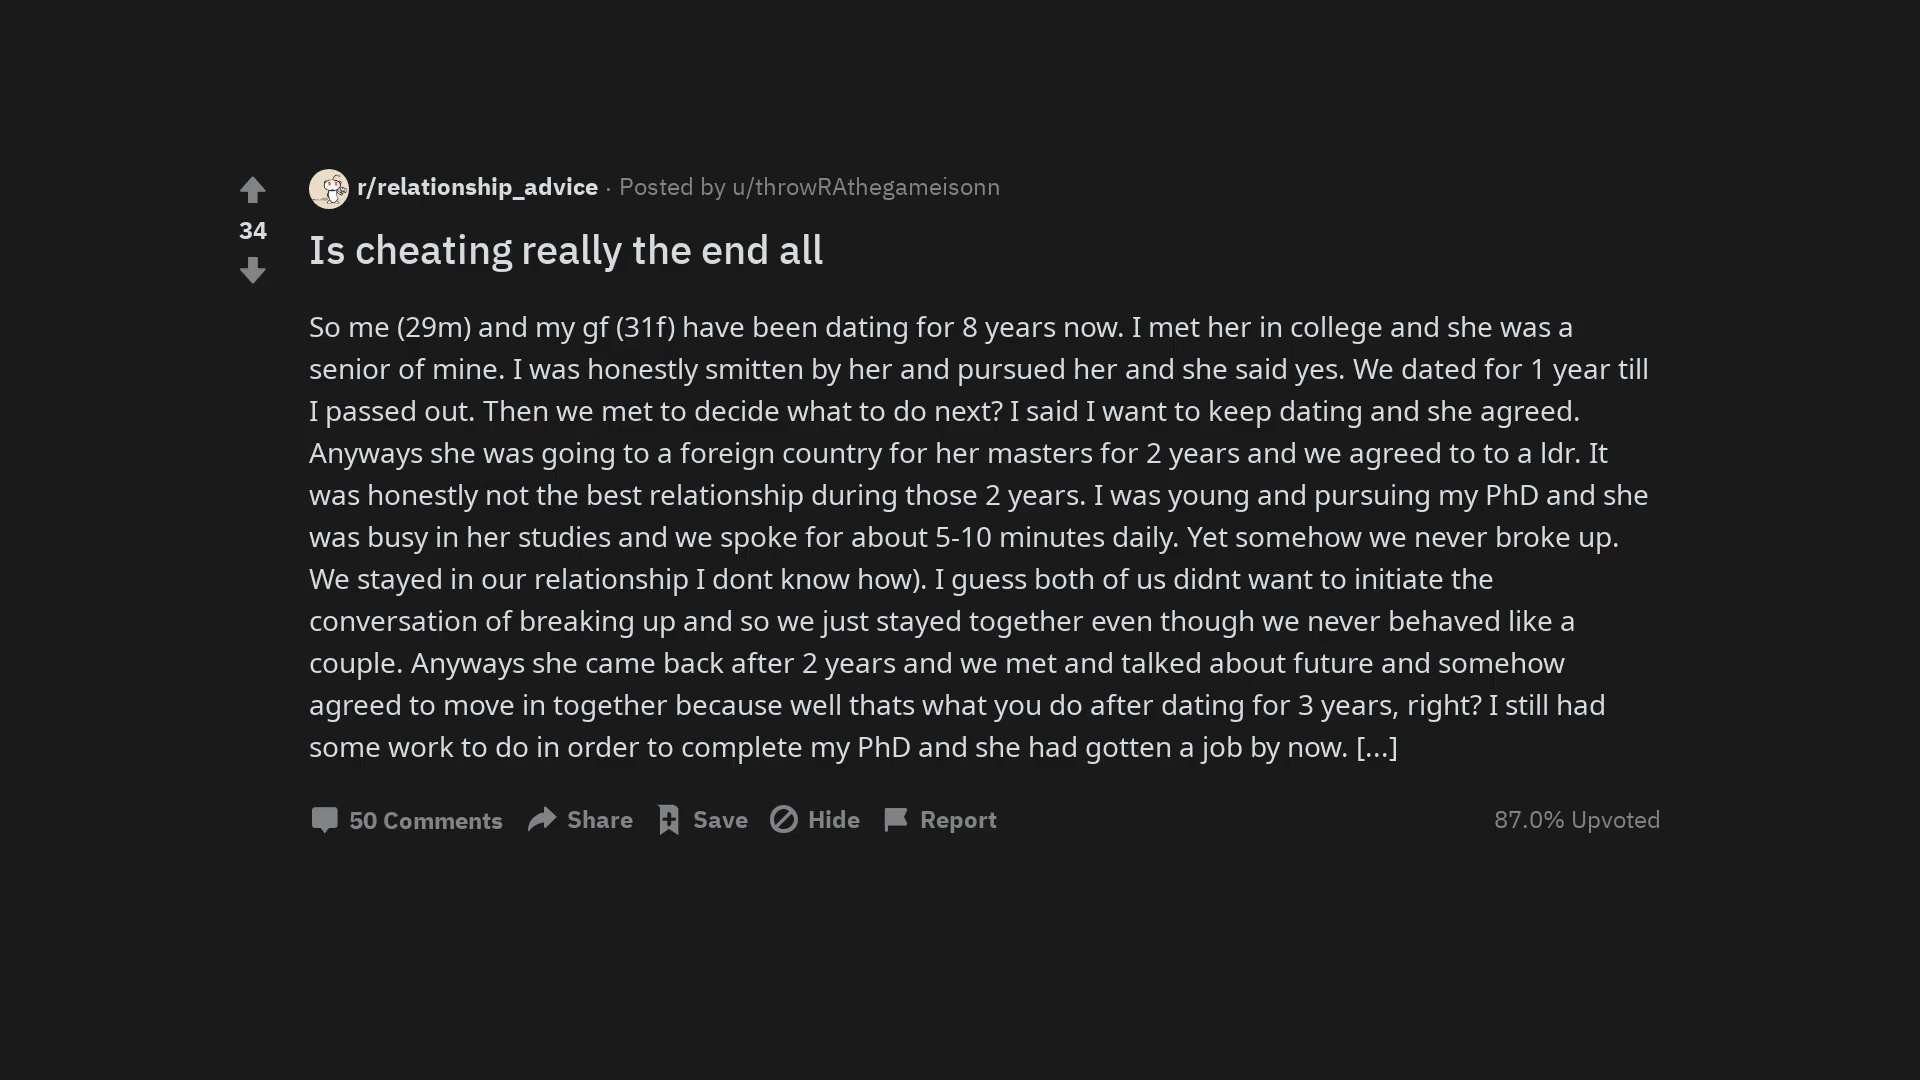 r/relationship_advice · Posted by u/throwRAthegameisonn
34
Is cheating really the end all
So me (29m) and my gf (31f) have been dating for 8 years now. I met her in college and she was a
senior of mine. I was honestly smitten by her and pursued her and she said yes. We dated for 1 year till
I passed out. Then we met to decide what to do next? I said I want to keep dating and she agreed.
Anyways she was going to a foreign country for her masters for 2 years and we agreed to to a ldr. It
was honestly not the best relationship during those 2 years. I was young and pursuing my PhD and she
was busy in her studies and we spoke for about 5-10 minutes daily. Yet somehow we never broke up.
We stayed in our relationship I dont know how). I guess both of us didnt want to initiate the
conversation of breaking up and so we just stayed together even though we never behaved like a
couple. Anyways she came back after 2 years and we met and talked about future and somehow
agreed to move in together because well thats what you do after dating for 3 years, right? I still had
some work to do in order to complete my PhD and she had gotten a job by now. [...]
50 Comments Share Save Hide Report 87.0% Upvoted